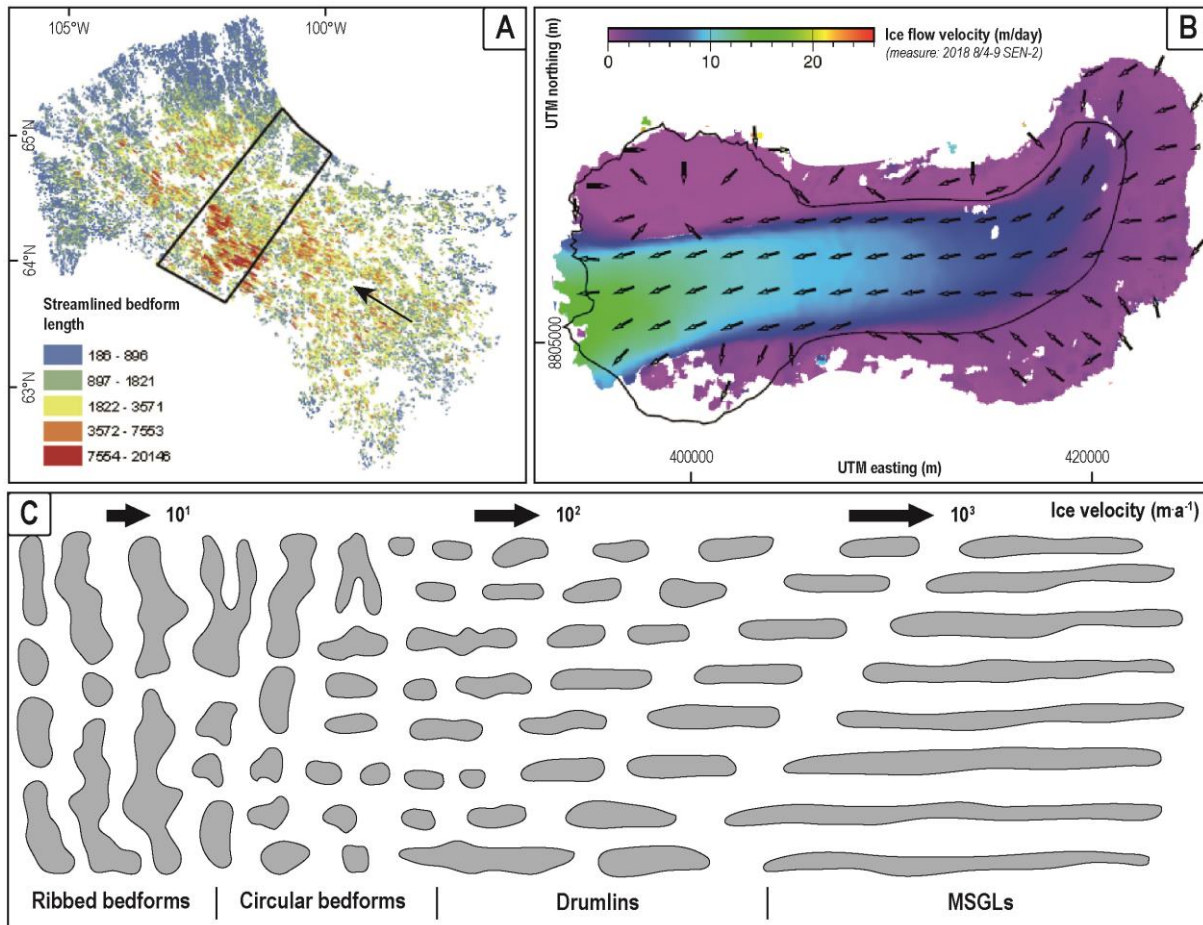 105°W
100°W
A
65°N
64°N
63°N
Streamlined bedform
length
186 - 896
897 - 1821
1822 - 3571
3572 - 7553
7554 - 20146
B
Ice flow velocity (m/day)
(measure: 2018 8/4-9 SEN-2)
0 10 20
UTM northing (m)
8805000
400000
420000
UTM easting (m)
C
10¹
10²
10³
Ice velocity (m·a⁻¹)
Ribbed bedforms | Circular bedforms | Drumlins | MSGLs